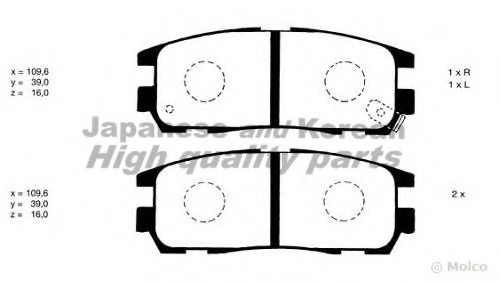 x = 109,6
y = 39,0
z = 16,0
1 x R
1 x L
Japanese and Korean
High quality parts
x = 109,6
y = 39,0
z = 16,0
2 x
© Molco